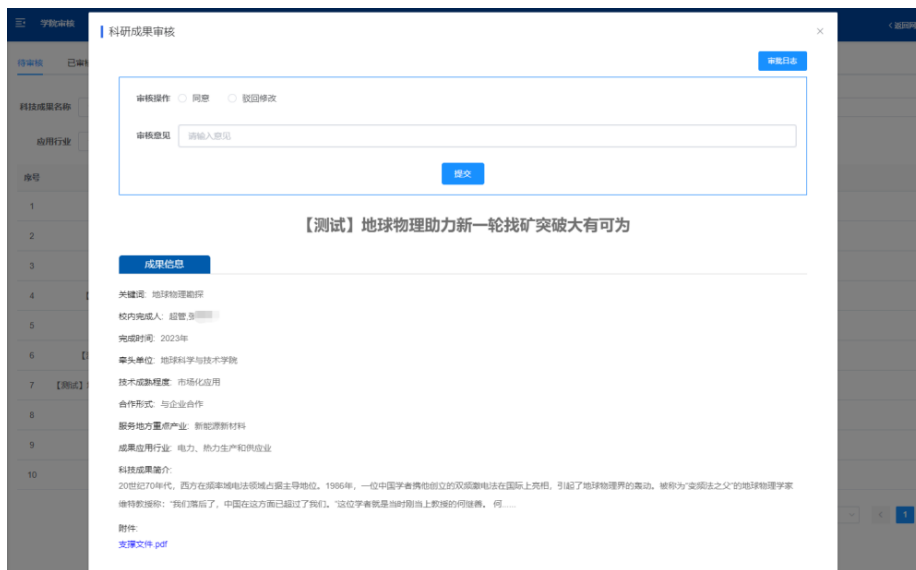 学院审核
科研成果审核
×
<返回网
待审核 已审
审批日志
科技成果名称
应用行业
审核操作 同意 驳回修改
审核意见 请输入意见
提交
序号
1
2
3
4 【
5
6 【
7 【测试】
8
9
10
【测试】地球物理助力新一轮找矿突破大有可为
成果信息
关键词: 地球物理勘探
校内完成人: 超管,张
完成时间: 2023年
牵头单位: 地球科学与技术学院
技术成熟程度: 市场化应用
合作形式: 与企业合作
服务地方重点产业: 新能源新材料
成果应用行业: 电力、热力生产和供应业
科技成果简介:
20世纪70年代，西方在频率域电法领域占据主导地位。1986年，一位中国学者携他创立的双频激电法在国际上亮相，引起了地球物理界的轰动。被称为“变频法之父”的地球物理学家
维特教授称：“我们落后了，中国在这方面已超过了我们。”这位学者就是当时刚当上教授的何继善。 何......
附件:
支撑文件.pdf
< 1